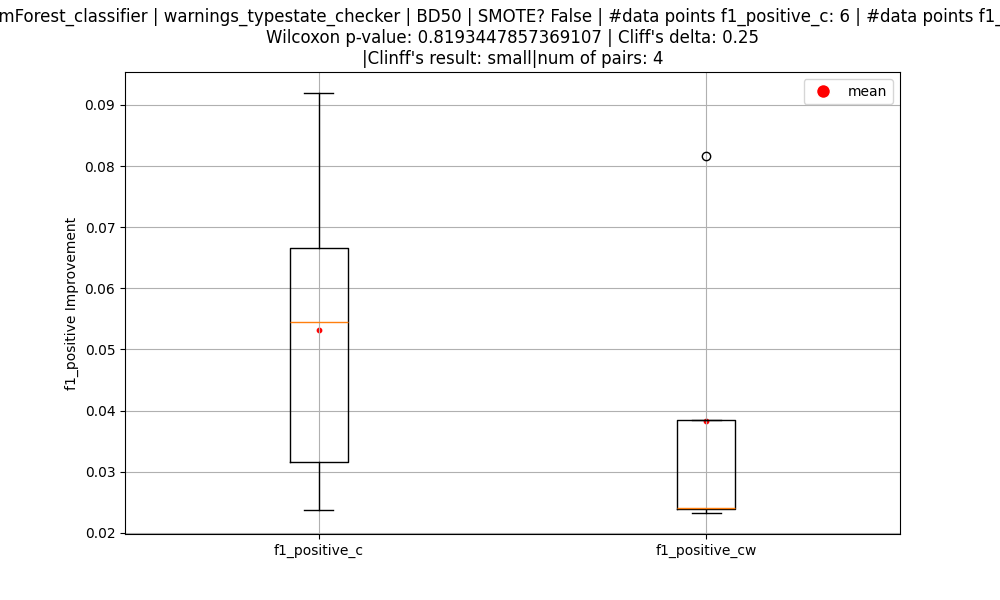 mForest_classifier | warnings_typestate_checker | BD50 | SMOTE? False | #data points f1_positive_c: 6 | #data points f1_
Wilcoxon p-value: 0.8193447857369107 | Cliff's delta: 0.25
|Clinff's result: small|num of pairs: 4
mean
0.09
0.08
0.07
0.06
0.05
0.04
0.03
0.02
f1_positive Improvement
f1_positive_c
f1_positive_cw